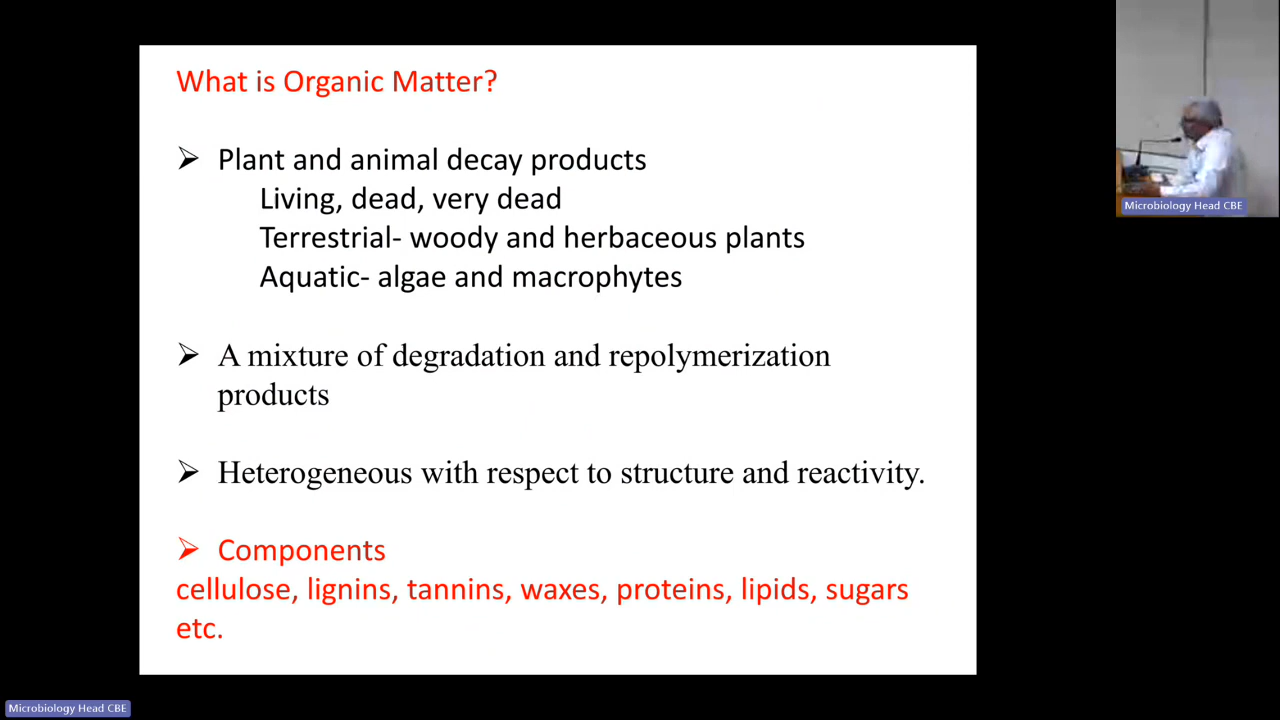 What is Organic Matter?
➢ Plant and animal decay products
Living, dead, very dead
Terrestrial- woody and herbaceous plants
Aquatic- algae and macrophytes
➢ A mixture of degradation and repolymerization
products
➢ Heterogeneous with respect to structure and reactivity.
➢ Components
cellulose, lignins, tannins, waxes, proteins, lipids, sugars
etc.
Microbiology Head CBE
Microbiology Head CBE